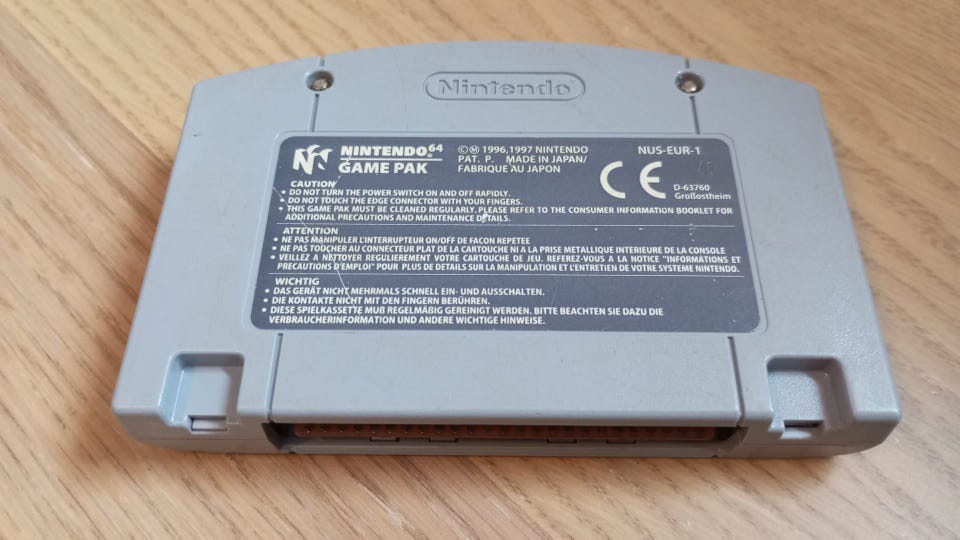 Nintendo
NINTENDO 64
GAME PAK
©Ⓜ 1996,1997 NINTENDO
PAT. P. MADE IN JAPAN/
FABRIQUE AU JAPON
NUS-EUR-1
CE
D-63760
Großostheim
CAUTION
• DO NOT TURN THE POWER SWITCH ON AND OFF RAPIDLY.
• DO NOT TOUCH THE EDGE CONNECTOR WITH YOUR FINGERS.
• THIS GAME PAK MUST BE CLEANED REGULARLY. PLEASE REFER TO THE CONSUMER INFORMATION BOOKLET FOR
ADDITIONAL PRECAUTIONS AND MAINTENANCE DETAILS.
ATTENTION
• NE PAS MANIPULER L'INTERRUPTEUR ON/OFF DE FACON REPETEE
• NE PAS TOUCHER AU CONNECTEUR PLAT DE LA CARTOUCHE NI A LA PRISE METALLIQUE INTERIEURE DE LA CONSOLE
• VEILLEZ A NETTOYER REGULIEREMENT VOTRE CARTOUCHE DE JEU. REFEREZ-VOUS A LA NOTICE "INFORMATIONS ET
PRECAUTIONS D'EMPLOI" POUR PLUS DE DETAILS SUR LA MANIPULATION ET L'ENTRETIEN DE VOTRE SYSTEME NINTENDO.
WICHTIG
• DAS GERÄT NICHT MEHRMALS SCHNELL EIN- UND AUSSCHALTEN.
• DIE KONTAKTE NICHT MIT DEN FINGERN BERÜHREN.
• DIESE SPIELKASSETTE MUß REGELMÄßIG GEREINIGT WERDEN. BITTE BEACHTEN SIE DAZU DIE
VERBRAUCHERINFORMATION UND ANDERE WICHTIGE HINWEISE.